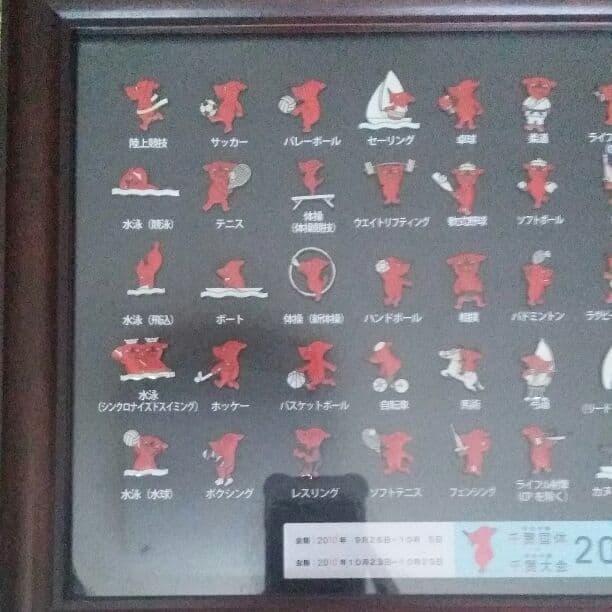 陸上競技 サッカー バレーボール セーリング 卓球 柔道 ライフ
水泳（競泳） テニス 体操 ウエイトリフティング 軟式野球 ソフトボール
（体操競技）
水泳（飛込） ボート 体操（新体操） ハンドボール 相撲 バドミントン ラグビー
水泳
（シンクロナイズドスイミング） ホッケー バスケットボール 自転車 馬術 弓道
水泳（水球） ボクシング レスリング ソフトテニス フェンシング ライフル射撃
（CPを除く） カヌ
会期 2010年 9月25日-10月 5日
会期 2010年10月23日-10月25日
千葉国体
千葉大会
20